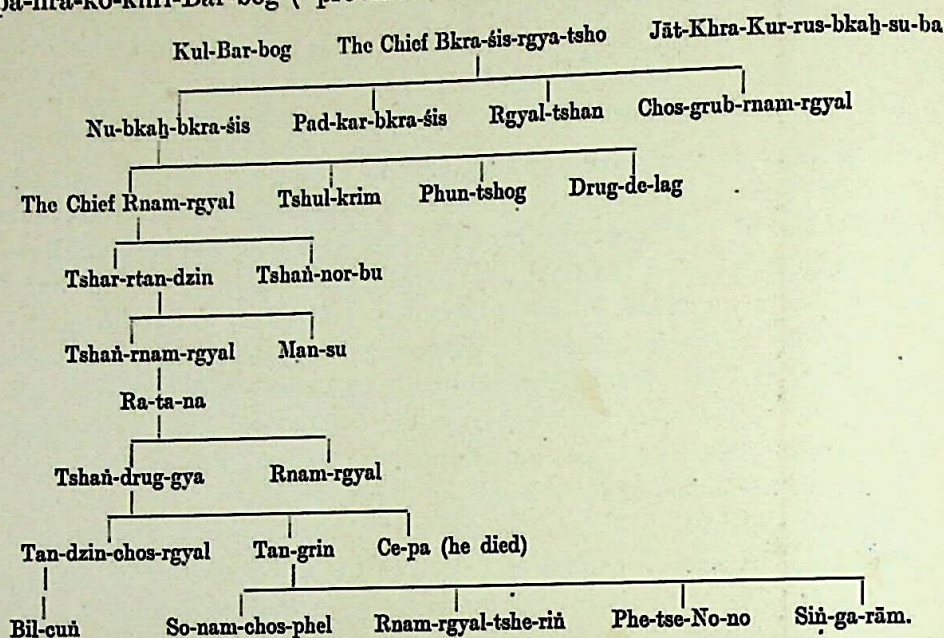 Kul-Bar-bog The Chief Bkra-śis-rgya-tsho Jāt-Khra-Kur-rus-bkaḥ-su-ba
Nu-bkaḥ-bkra-śis Pad-kar-bkra-śis Rgyal-tshan Chos-grub-rnam-rgyal
The Chief Rnam-rgyal Tshul-krim Phun-tshog Drug-de-lag
Tshar-rtan-dzin Tshaṅ-nor-bu
Tshaṅ-rnam-rgyal Man-su
Ra-ta-na
Tshaṅ-drug-gya Rnam-rgyal
Tan-dzin-chos-rgyal Tan-grin Ce-pa (he died)
Bil-cuṅ So-nam-chos-phel Rnam-rgyal-tshe-riṅ Phe-tse-No-no Siṅ-ga-rām.